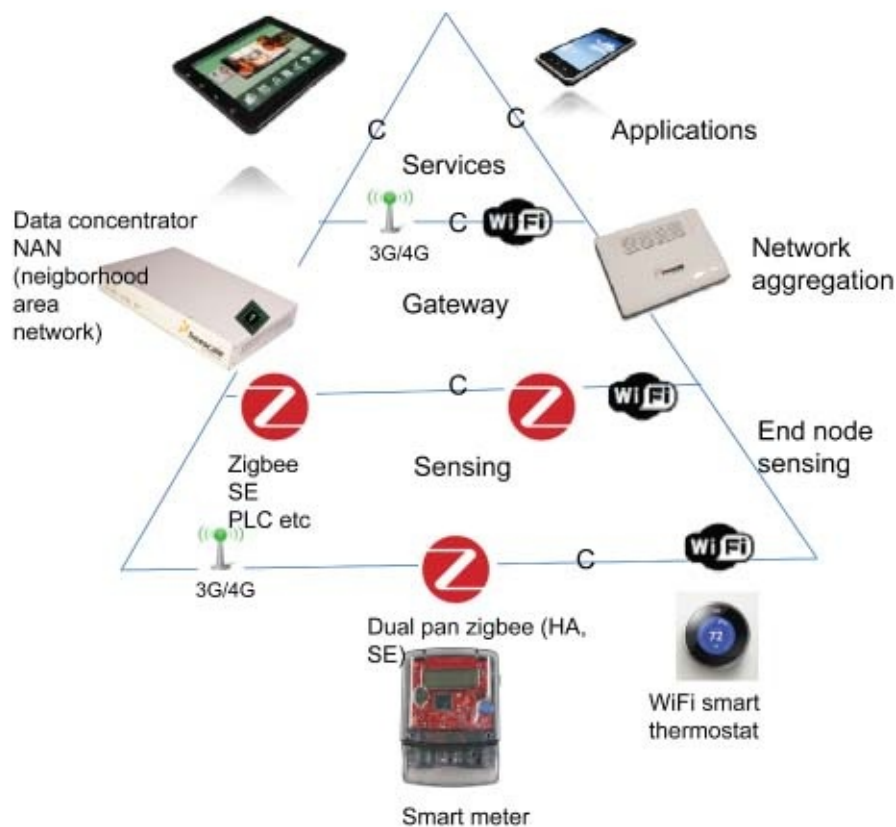 C
C
Applications
Services
Data concentrator
NAN
(neigborhood
area
network)
3G/4G
C
WiFi
Network
aggregation
Gateway
C
WiFi
Zigbee
SE
PLC etc
Sensing
End node
sensing
3G/4G
C
WiFi
Dual pan zigbee (HA,
SE)
72
WiFi smart
thermostat
Smart meter